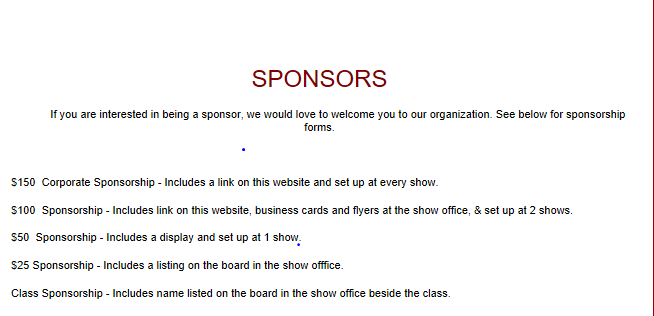 SPONSORS
If you are interested in being a sponsor, we would love to welcome you to our organization. See below for sponsorship
forms.
$150  Corporate Sponsorship - Includes a link on this website and set up at every show.
$100  Sponsorship - Includes link on this website, business cards and flyers at the show office, & set up at 2 shows.
$50  Sponsorship - Includes a display and set up at 1 show.
$25 Sponsorship - Includes a listing on the board in the show offfice.
Class Sponsorship - Includes name listed on the board in the show office beside the class.